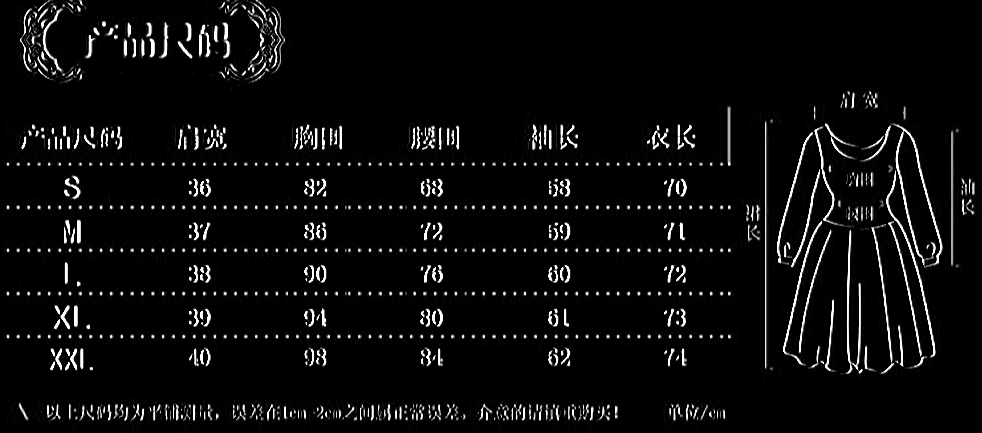 产品尺码
产品尺码 肩宽 胸围 腰围 袖长 衣长
S 36 82 68 58 70
M 37 86 72 59 71
L 38 90 76 60 72
XL 39 94 80 61 73
XXL 40 98 84 62 74
以上尺码均为平铺测量，误差在1cm-2cm之间属正常误差，介意的请慎重购买! 单位/cm
肩宽
胸围
腰围
袖长